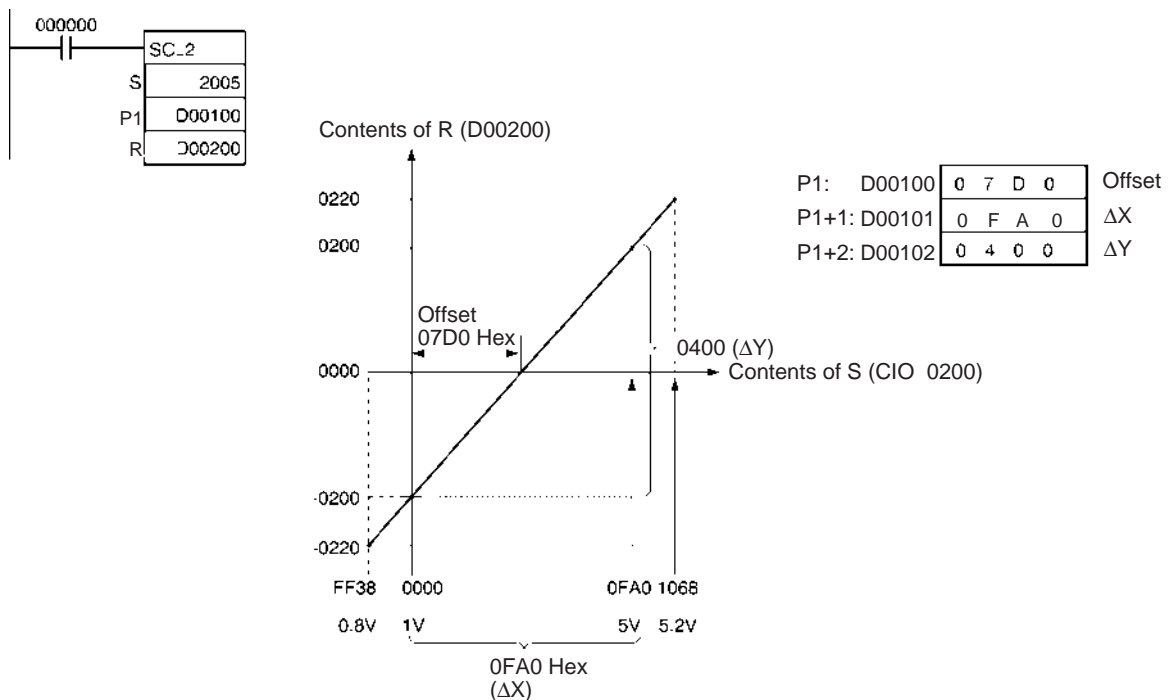 000000
SC_2
S 2005
P1 D00100
R D00200
Contents of R (D00200)
P1: D00100 0 7 D 0 Offset
P1+1: D00101 0 F A 0 ΔX
P1+2: D00102 0 4 0 0 ΔY
0220
0200
Offset
07D0 Hex
0400 (ΔY)
0000
Contents of S (CIO 0200)
-0200
-0220
FF38 0000 0FA0 1068
0.8V 1V 5V 5.2V
0FA0 Hex
(ΔX)